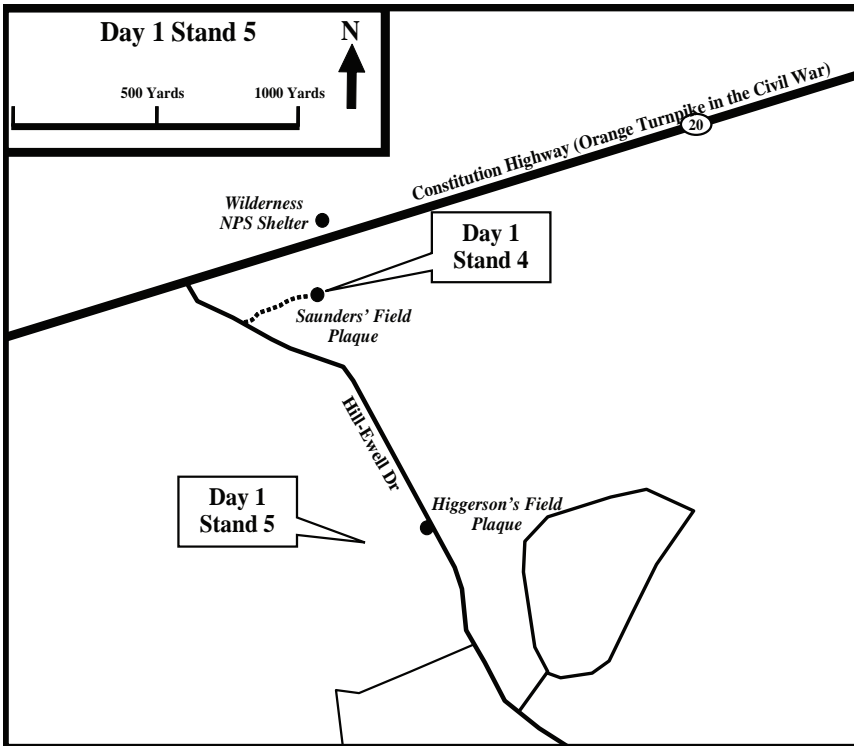 Day 1 Stand 5
N
500 Yards
1000 Yards
Constitution Highway (Orange Turnpike in the Civil War)
20
Wilderness
NPS Shelter
Day 1
Stand 4
Saunders' Field
Plaque
Hill-Ewell Dr
Day 1
Stand 5
Higgerson's Field
Plaque